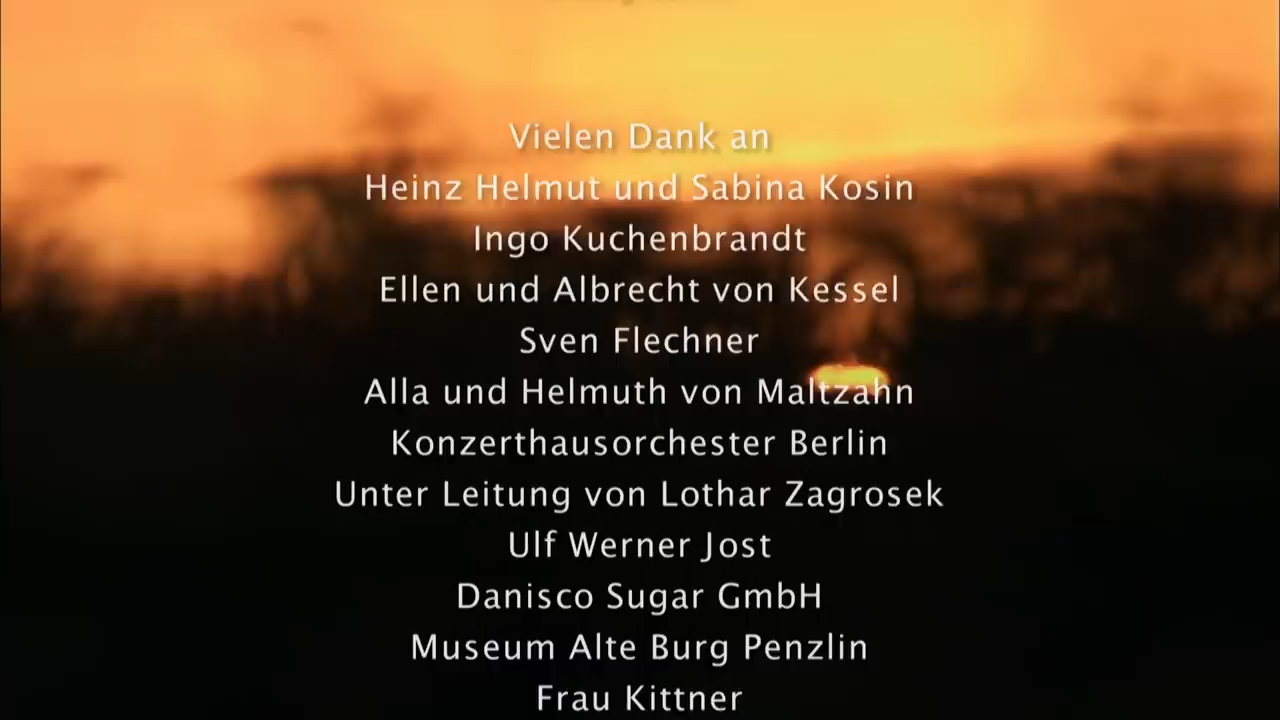 Vielen Dank an
Heinz Helmut und Sabina Kosin
Ingo Kuchenbrandt
Ellen und Albrecht von Kessel
Sven Flechner
Alla und Helmuth von Maltzahn
Konzerthausorchester Berlin
Unter Leitung von Lothar Zagrosek
Ulf Werner Jost
Danisco Sugar GmbH
Museum Alte Burg Penzlin
Frau Kittner